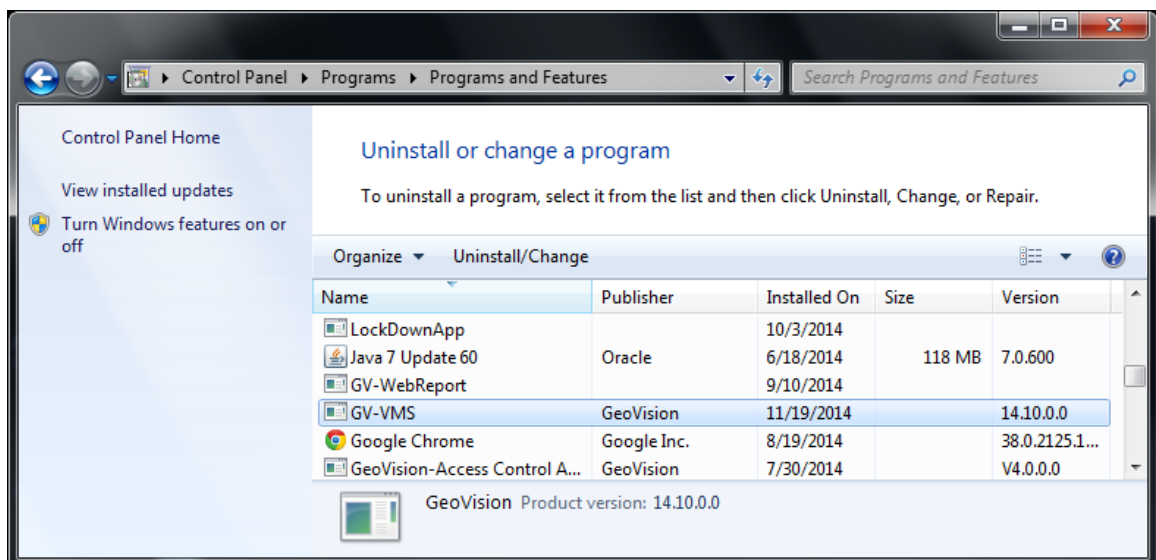 Control Panel ▸ Programs ▸ Programs and Features
Search Programs and Features
Control Panel Home
View installed updates
Turn Windows features on or
off
Uninstall or change a program
To uninstall a program, select it from the list and then click Uninstall, Change, or Repair.
Organize Uninstall/Change
Name Publisher Installed On Size Version
LockDownApp 10/3/2014
Java 7 Update 60 Oracle 6/18/2014 118 MB 7.0.600
GV-WebReport 9/10/2014
GV-VMS GeoVision 11/19/2014 14.10.0.0
Google Chrome Google Inc. 8/19/2014 38.0.2125.1...
GeoVision-Access Control A... GeoVision 7/30/2014 V4.0.0.0
GeoVision Product version: 14.10.0.0